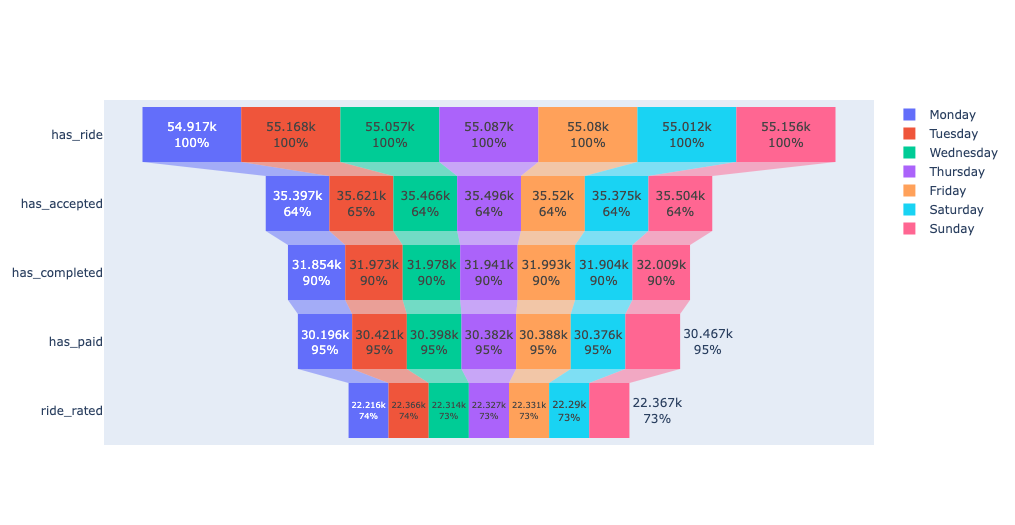 has_ride
54.917k 55.168k 55.057k 55.087k 55.08k 55.012k 55.156k
100% 100% 100% 100% 100% 100% 100%
has_accepted
35.397k 35.621k 35.466k 35.496k 35.52k 35.375k 35.504k
64% 65% 64% 64% 64% 64% 64%
has_completed
31.854k 31.973k 31.978k 31.941k 31.993k 31.904k 32.009k
90% 90% 90% 90% 90% 90% 90%
has_paid
30.196k 30.421k 30.398k 30.382k 30.388k 30.376k 30.467k
95% 95% 95% 95% 95% 95% 95%
ride_rated
22.216k 22.366k 22.314k 22.327k 22.331k 22.29k 22.367k
74% 74% 73% 73% 73% 73% 73%
Monday
Tuesday
Wednesday
Thursday
Friday
Saturday
Sunday